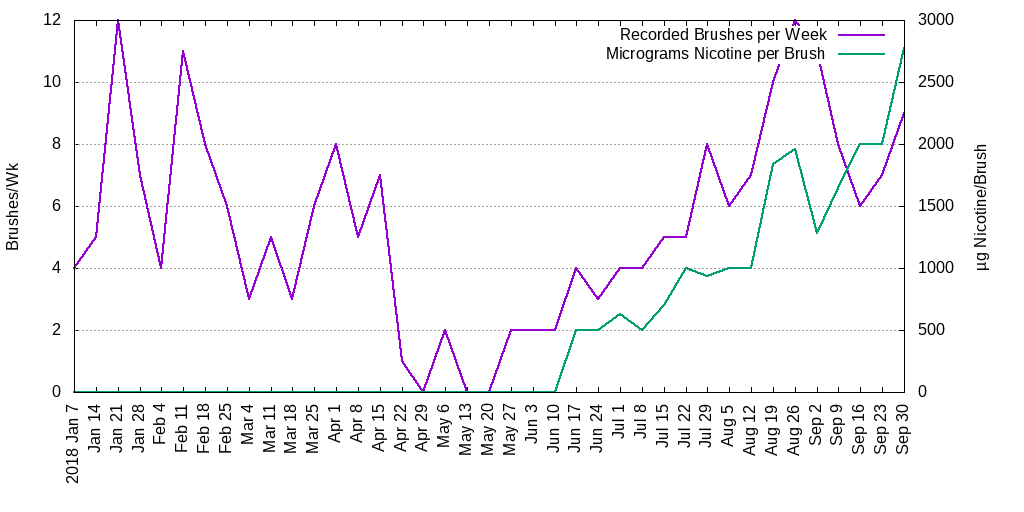 Recorded Brushes per Week
Micrograms Nicotine per Brush
12
10
8
6
4
2
0
Brushes/Wk
3000
2500
2000
1500
1000
500
0
µg Nicotine/Brush
2018 Jan 7
Jan 14
Jan 21
Jan 28
Feb 4
Feb 11
Feb 18
Feb 25
Mar 4
Mar 11
Mar 18
Mar 25
Apr 1
Apr 8
Apr 15
Apr 22
Apr 29
May 6
May 13
May 20
May 27
Jun 3
Jun 10
Jun 17
Jun 24
Jul 1
Jul 8
Jul 15
Jul 22
Jul 29
Aug 5
Aug 12
Aug 19
Aug 26
Sep 2
Sep 9
Sep 16
Sep 23
Sep 30